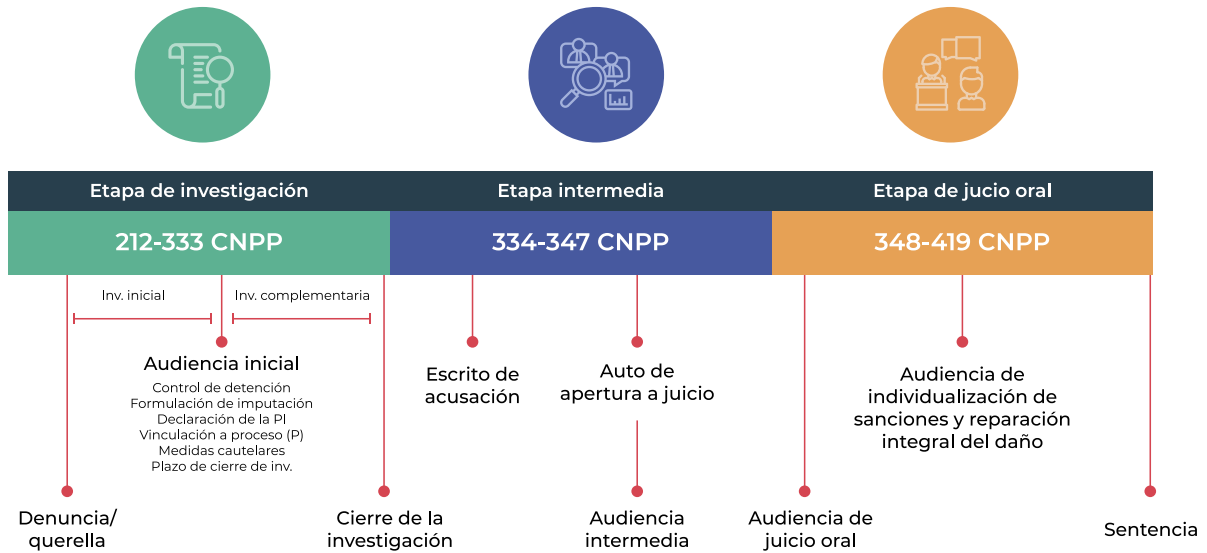 Etapa de investigación
Etapa intermedia
Etapa de jucio oral
212-333 CNPP
334-347 CNPP
348-419 CNPP
Inv. inicial
Inv. complementaria
Audiencia inicial
Control de detención
Formulación de imputación
Declaración de la PI
Vinculación a proceso (P)
Medidas cautelares
Plazo de cierre de inv.
Escrito de
acusación
Auto de
apertura a juicio
Audiencia de
individualización de
sanciones y reparación
integral del daño
Denuncia/
querella
Cierre de la
investigación
Audiencia
intermedia
Audiencia de
juicio oral
Sentencia